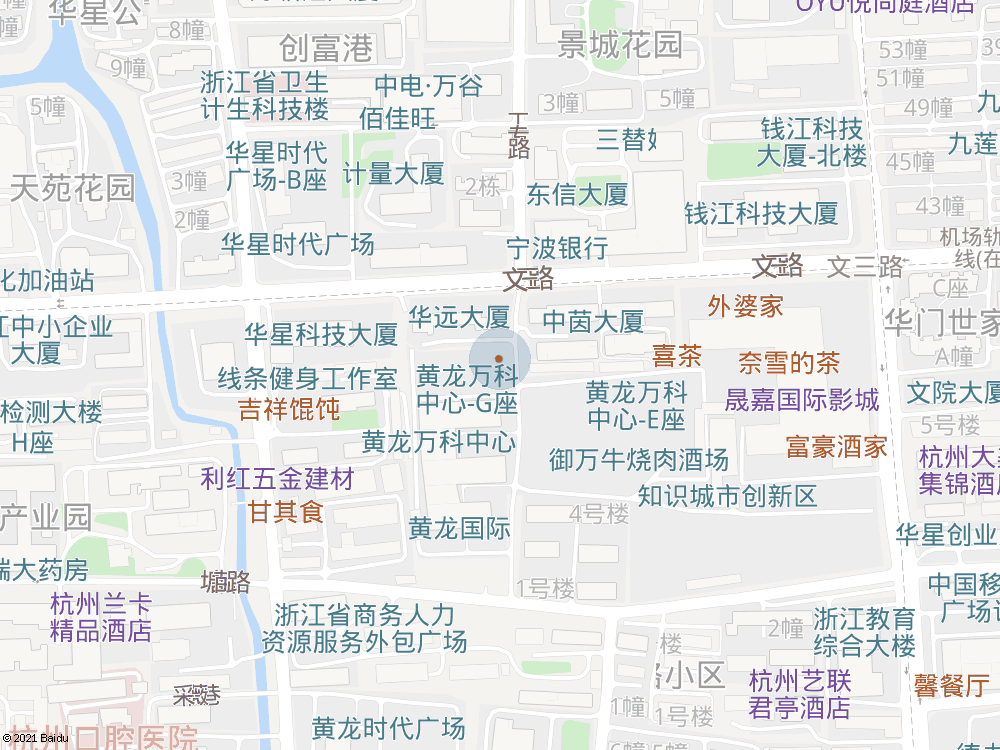 华星公
8幢
9幢
创富港
景城花园
OYO悦尚庭酒店
53幢
51幢
49幢
45幢
43幢
浙江省卫生
计生科技楼
中电·万谷
佰佳旺
3幢
5幢
5幢
三替
钱江科技
大厦-北楼
九莲
华星时代
广场-B座
计量大厦
2栋
东信大厦
钱江科技大厦
天苑花园
3幢
2幢
华星时代广场
宁波银行
文三路
机场轨
线(在
加油站
C座
江中小企业
大厦
华星科技大厦
华远大厦
中茵大厦
外婆家
华门世家
A幢
喜茶
奈雪的茶
线条健身工作室
黄龙万科
中心-G座
黄龙万科
中心-E座
晟嘉国际影城
文院大厦
检测大楼
H座
吉祥馄饨
黄龙万科中心
御万牛烧肉酒场
富豪酒家
5号楼
杭州大
集锦酒店
利红五金建材
知识城市创新区
甘其食
产业园
黄龙国际
4号楼
华星创业
瑞大药房
1号楼
杭州兰卡
精品酒店
浙江省商务人力
资源服务外包广场
2幢
浙江教育
综合大楼
中国移
广场
路小区
杭州艺联
君亭酒店
馨餐厅
1幢
1号楼
黄龙时代广场
杭州口腔医院
5号楼
© 2021 Baidu